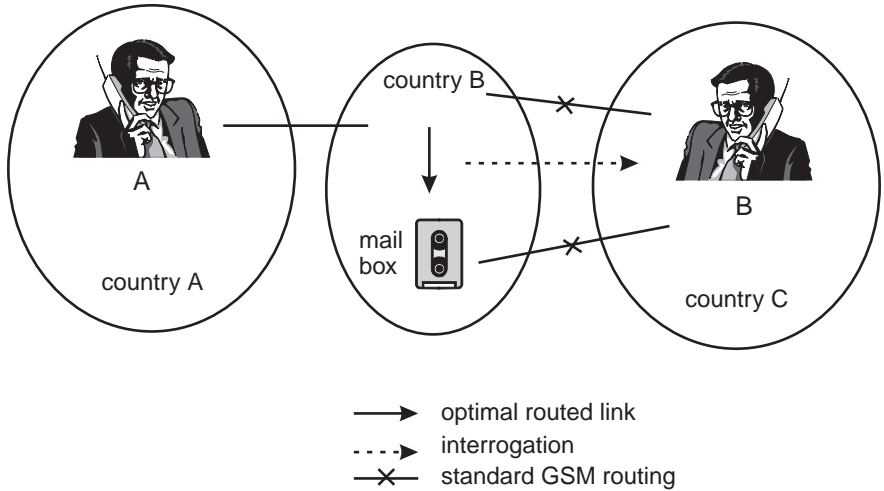 country B
A
B
mail
box
country A
country C
optimal routed link
interrogation
standard GSM routing